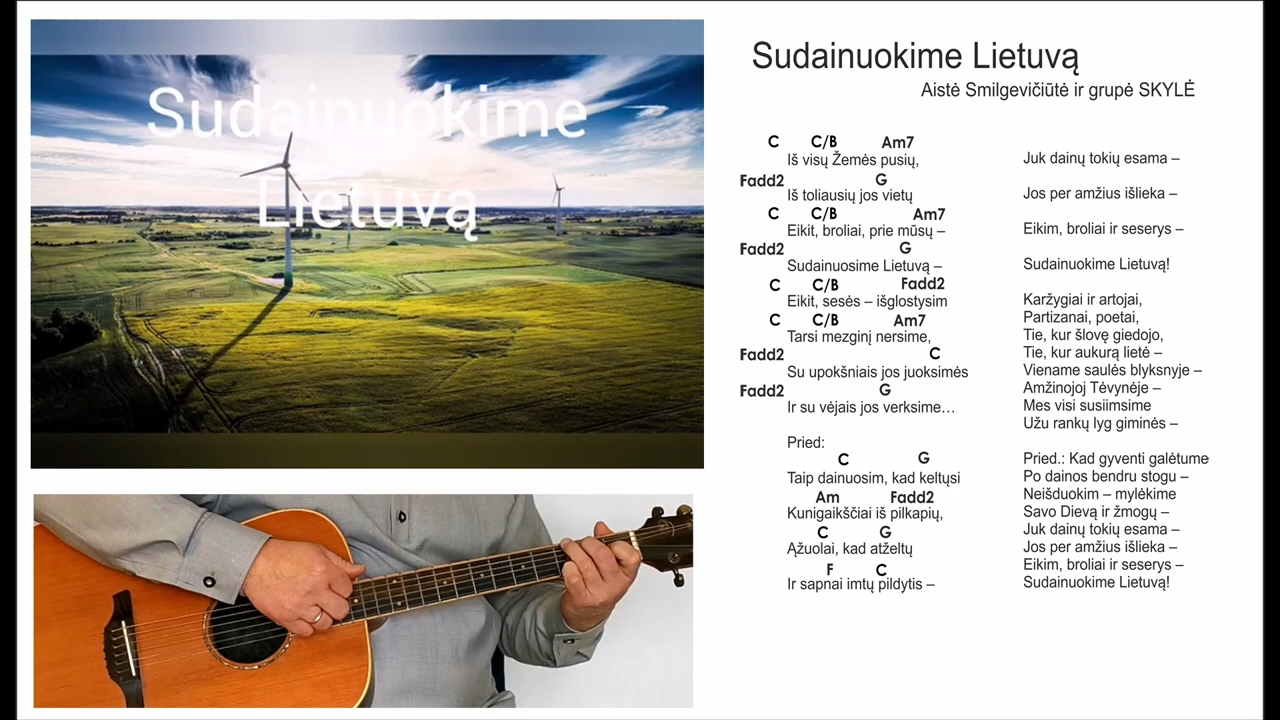 Sudainuokime
Lietuvą
Sudainuokime Lietuvą
Aistė Smilgevičiūtė ir grupė SKYLĖ
C C/B Am7
Iš visų Žemės pusių,
Fadd2 G
Iš toliausių jos vietų
C C/B Am7
Eikit, broliai, prie mūsų –
Fadd2 G
Sudainuosime Lietuvą –
C C/B Fadd2
Eikit, sesės – išglostysim
C C/B Am7
Tarsi mezginį nersime,
Fadd2 C
Su upokšniais jos juoksimės
Fadd2 G
Ir su vėjais jos verksime…
Pried:
C G
Taip dainuosim, kad keltųsi
Am Fadd2
Kunigaikščiai iš pilkapių,
C G
Ąžuolai, kad atželtų
F C
Ir sapnai imtų pildytis –
Juk dainų tokių esama –
Jos per amžius išlieka –
Eikim, broliai ir seserys –
Sudainuokime Lietuvą!
Karžygiai ir artojai,
Partizanai, poetai,
Tie, kur šlovę giedojo,
Tie, kur aukurą lietė –
Viename saulės blyksnyje –
Amžinojoj Tėvynėje –
Mes visi susiimsime
Užu rankų lyg giminės –
Pried.: Kad gyventi galėtume
Po dainos bendru stogu –
Neišduokim – mylėkime
Savo Dievą ir žmogų –
Juk dainų tokių esama –
Jos per amžius išlieka –
Eikim, broliai ir seserys –
Sudainuokime Lietuvą!